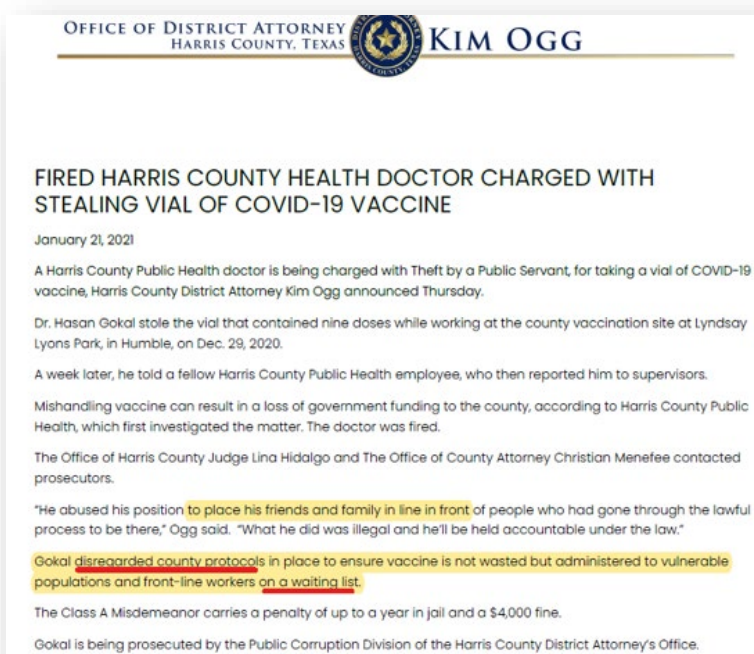 OFFICE OF DISTRICT ATTORNEY
HARRIS COUNTY, TEXAS
KIM OGG
HARRIS COUNTY, TEXAS
FIRED HARRIS COUNTY HEALTH DOCTOR CHARGED WITH
STEALING VIAL OF COVID-19 VACCINE
January 21, 2021
A Harris County Public Health doctor is being charged with Theft by a Public Servant, for taking a vial of COVID-19
vaccine, Harris County District Attorney Kim Ogg announced Thursday.
Dr. Hasan Gokal stole the vial that contained nine doses while working at the county vaccination site at Lyndsay
Lyons Park, in Humble, on Dec. 29, 2020.
A week later, he told a fellow Harris County Public Health employee, who then reported him to supervisors.
Mishandling vaccine can result in a loss of government funding to the county, according to Harris County Public
Health, which first investigated the matter. The doctor was fired.
The Office of Harris County Judge Lina Hidalgo and The Office of County Attorney Christian Menefee contacted
prosecutors.
“He abused his position to place his friends and family in line in front of people who had gone through the lawful
process to be there,” Ogg said. “What he did was illegal and he’ll be held accountable under the law.”
Gokal disregarded county protocols in place to ensure vaccine is not wasted but administered to vulnerable
populations and front-line workers on a waiting list.
The Class A Misdemeanor carries a penalty of up to a year in jail and a $4,000 fine.
Gokal is being prosecuted by the Public Corruption Division of the Harris County District Attorney’s Office.